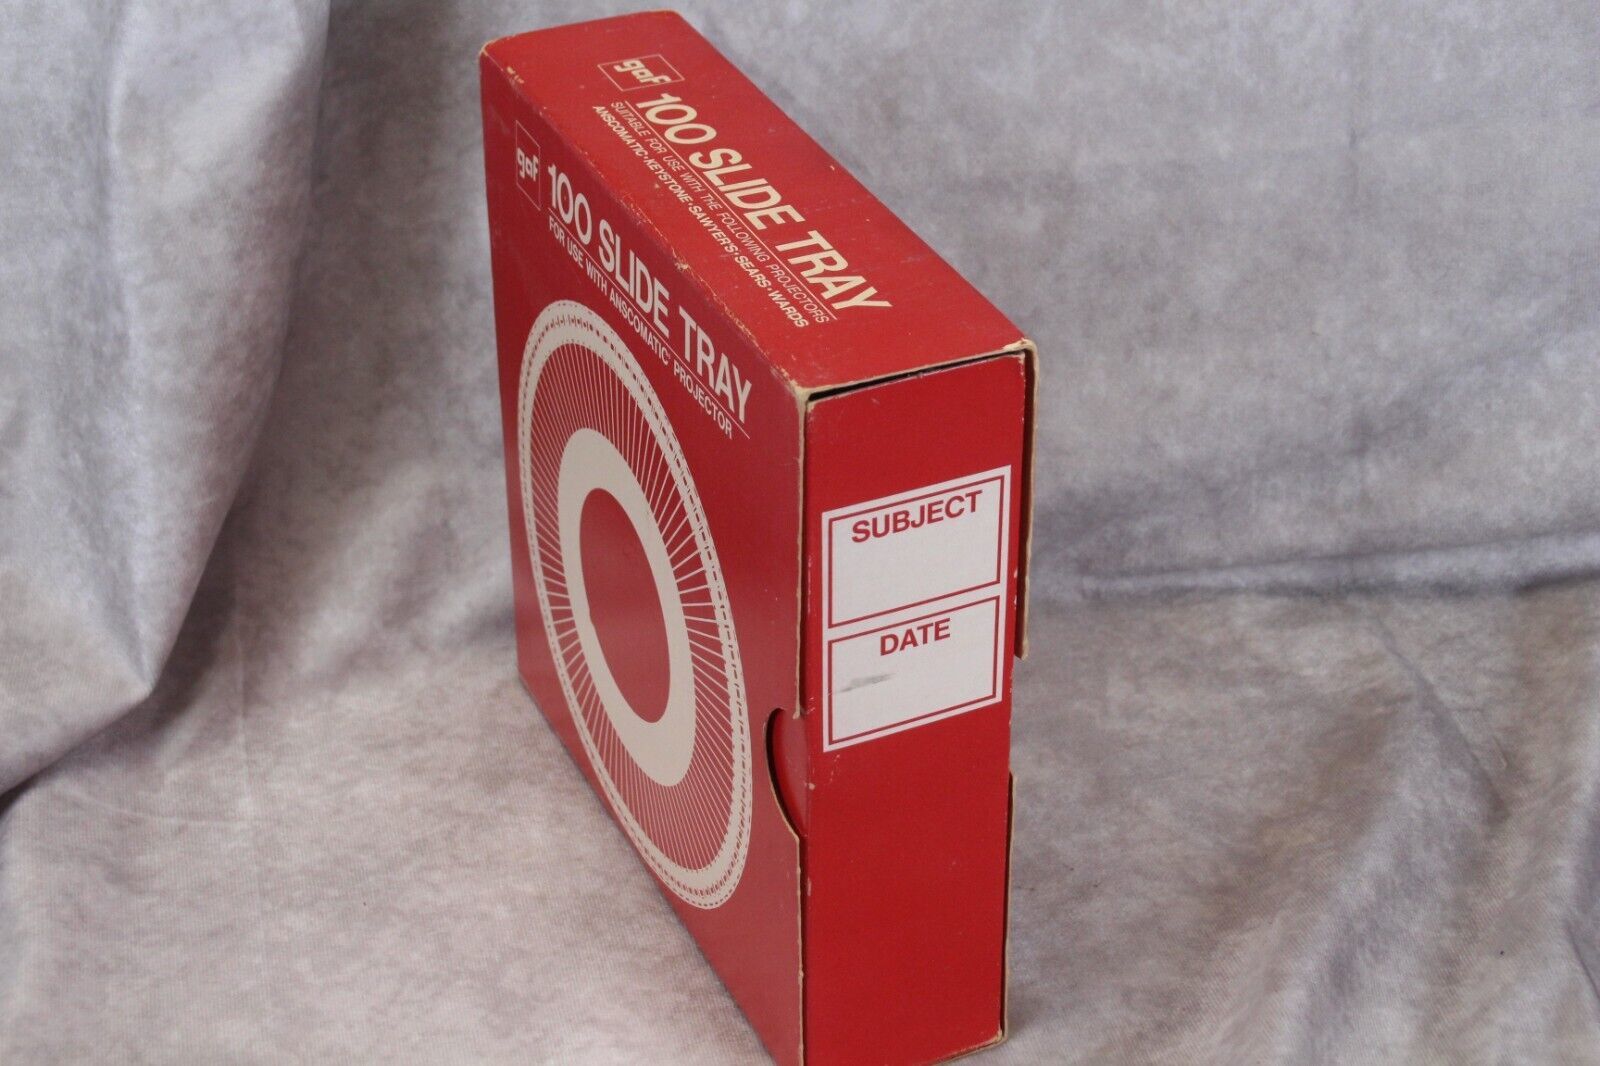 gaf
100 SLIDE TRAY
SUITABLE FOR USE WITH THE FOLLOWING PROJECTORS
ANSCOMATIC·KEYSTONE·SAWYER'S·SEARS·WARDS
gaf
100 SLIDE TRAY
FOR USE WITH ANSCOMATIC® PROJECTOR
SUBJECT
DATE